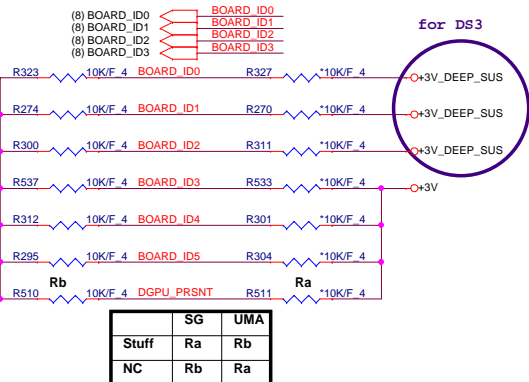 (8) BOARD_ID0 BOARD_ID0
(8) BOARD_ID1 BOARD_ID1
(8) BOARD_ID2 BOARD_ID2
(8) BOARD_ID3 BOARD_ID3
for DS3
R323 10K/F_4 BOARD_ID0 R327 *10K/F_4 +3V_DEEP_SUS
R274 10K/F_4 BOARD_ID1 R270 *10K/F_4 +3V_DEEP_SUS
R300 10K/F_4 BOARD_ID2 R311 *10K/F_4 +3V_DEEP_SUS
R537 10K/F_4 BOARD_ID3 R533 *10K/F_4 +3V
R312 10K/F_4 BOARD_ID4 R301 *10K/F_4
R295 10K/F_4 BOARD_ID5 R304 *10K/F_4
Rb Ra
R510 10K/F_4 DGPU_PRSNT R511 *10K/F_4
SG UMA
Stuff Ra Rb
NC Rb Ra